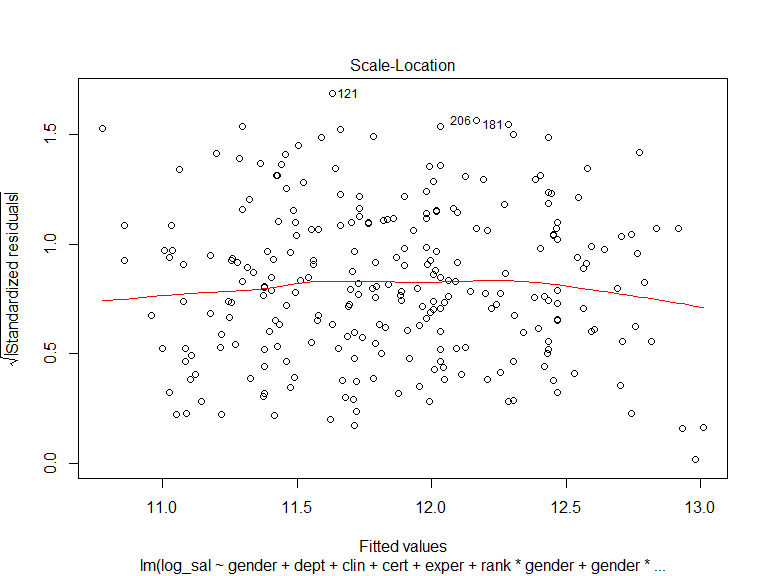 Scale-Location
√|Standardized residuals|
1.5
1.0
0.5
0.0
121
206
181
11.0 11.5 12.0 12.5 13.0
Fitted values
lm(log_sal ~ gender + dept + clin + cert + exper + rank * gender + gender * ...